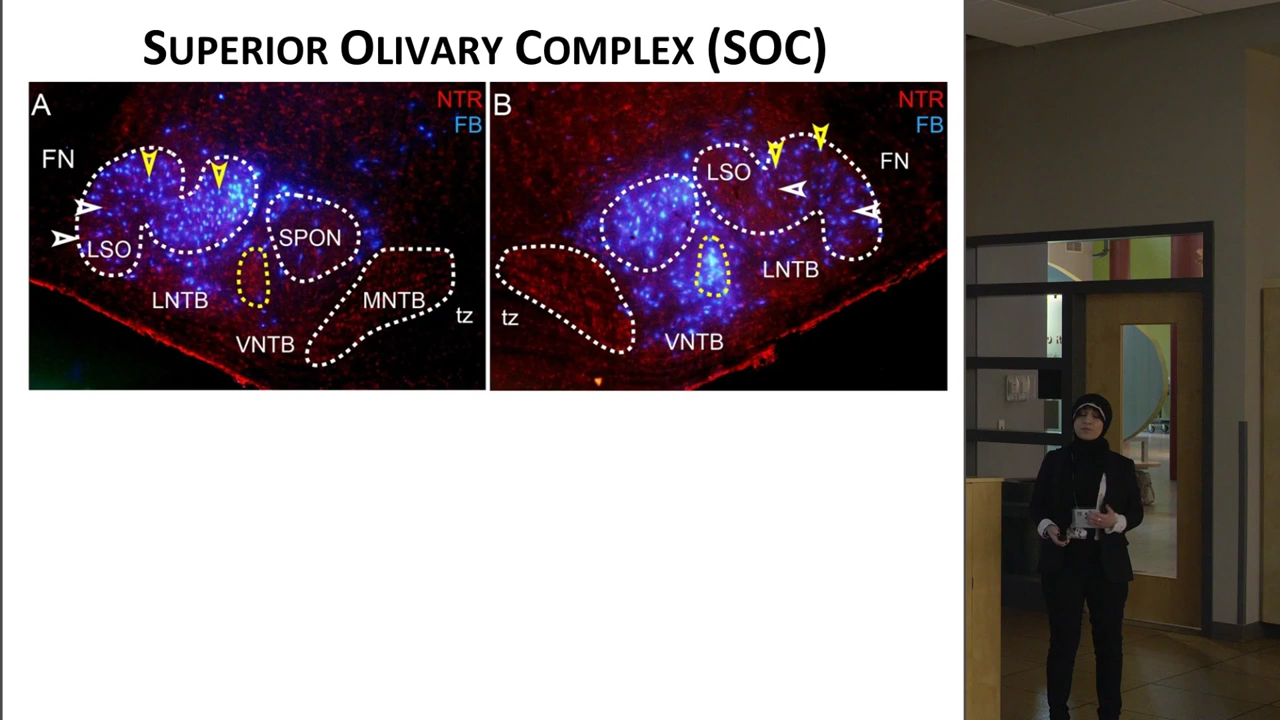 SUPERIOR OLIVARY COMPLEX (SOC)
A
NTR
FB
FN
LSO
SPON
LNTB
MNTB
tz
VNTB
B
NTR
FB
LSO
FN
LNTB
tz
VNTB